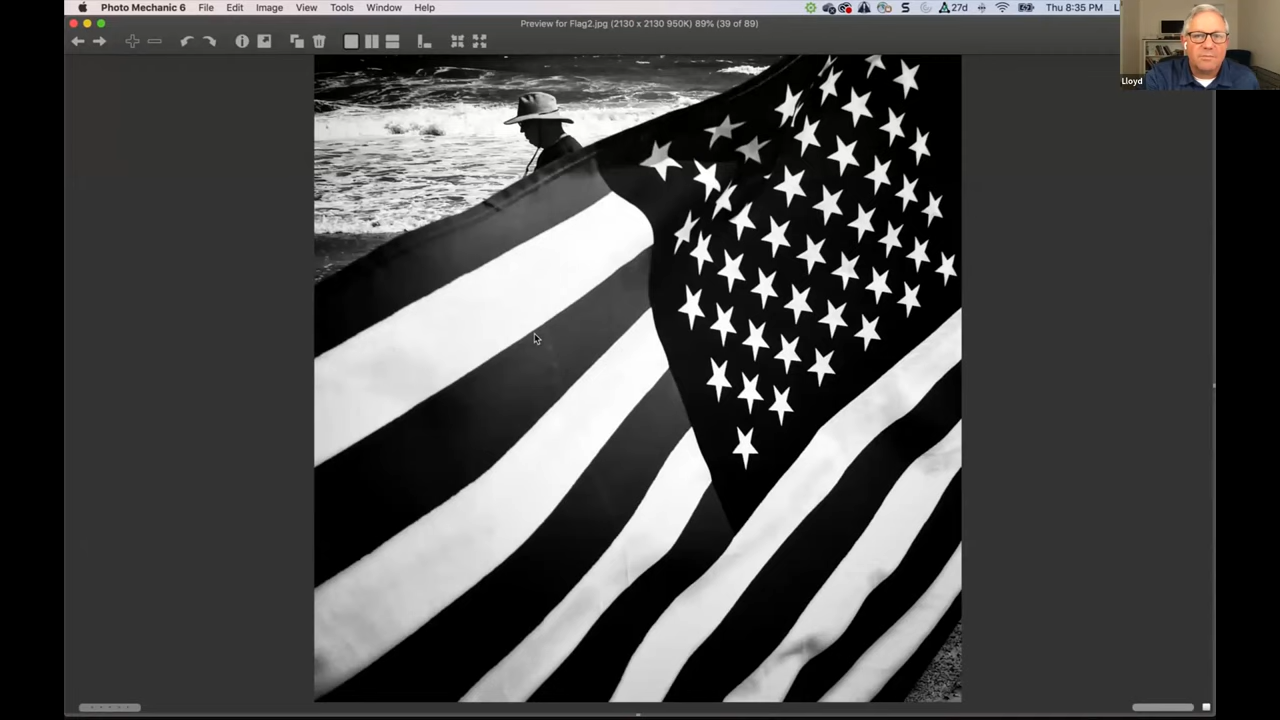 Photo Mechanic 6 File Edit Image View Tools Window Help 27d Thu 8:35 PM
Preview for Flag2.jpg (2130 x 2130 950K) 89% (39 of 89)
Lloyd